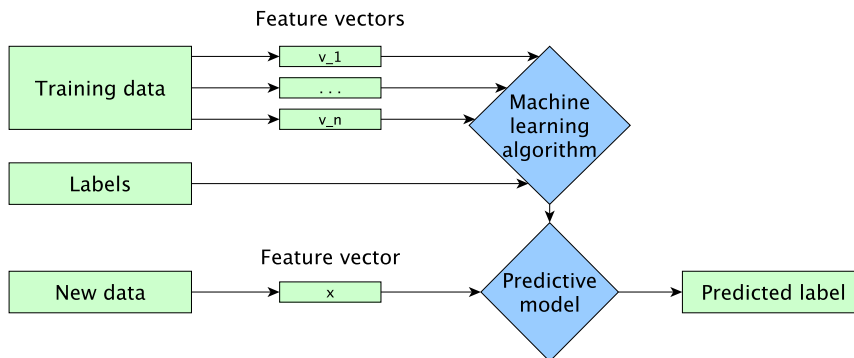 Feature vectors
Training data
v_1
...
v_n
Machine
learning
algorithm
Labels
Feature vector
New data
x
Predictive
model
Predicted label